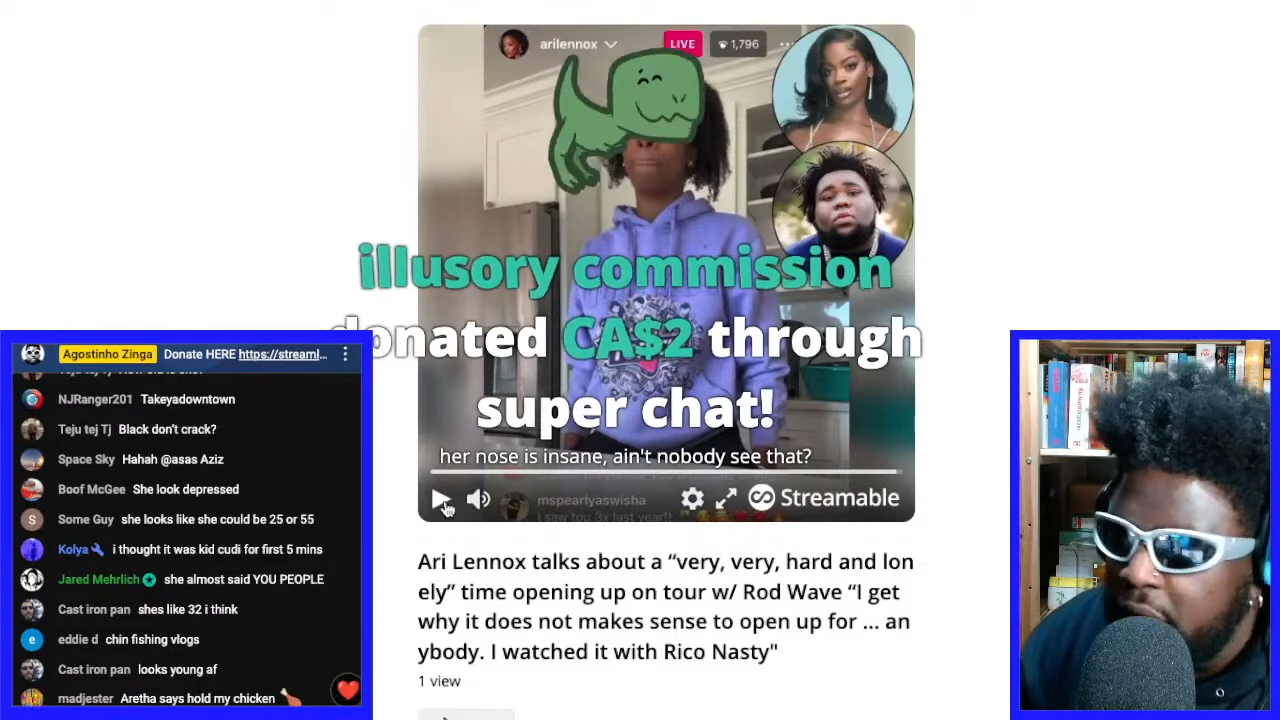 arilennox
LIVE
1,796
illusory commission
donated CA$2 through
super chat!
her nose is insane, ain't nobody see that?
mspearlyaswisha
I saw you 3x last year!!
Streamable
Ari Lennox talks about a “very, very, hard and lon
ely” time opening up on tour w/ Rod Wave “I get
why it does not makes sense to open up for ... an
ybody. I watched it with Rico Nasty"
1 view
Agostinho Zinga Donate HERE https://streaml...
NJRanger201 Takeyadowntown
Teju tej Tj Black don’t crack?
Space Sky Hahah @asas Aziz
Boof McGee She look depressed
S Some Guy she looks like she could be 25 or 55
Kolya i thought it was kid cudi for first 5 mins
Jared Mehrlich she almost said YOU PEOPLE
Cast iron pan shes like 32 i think
e eddie d chin fishing vlogs
Cast iron pan looks young af
madjester Aretha says hold my chicken